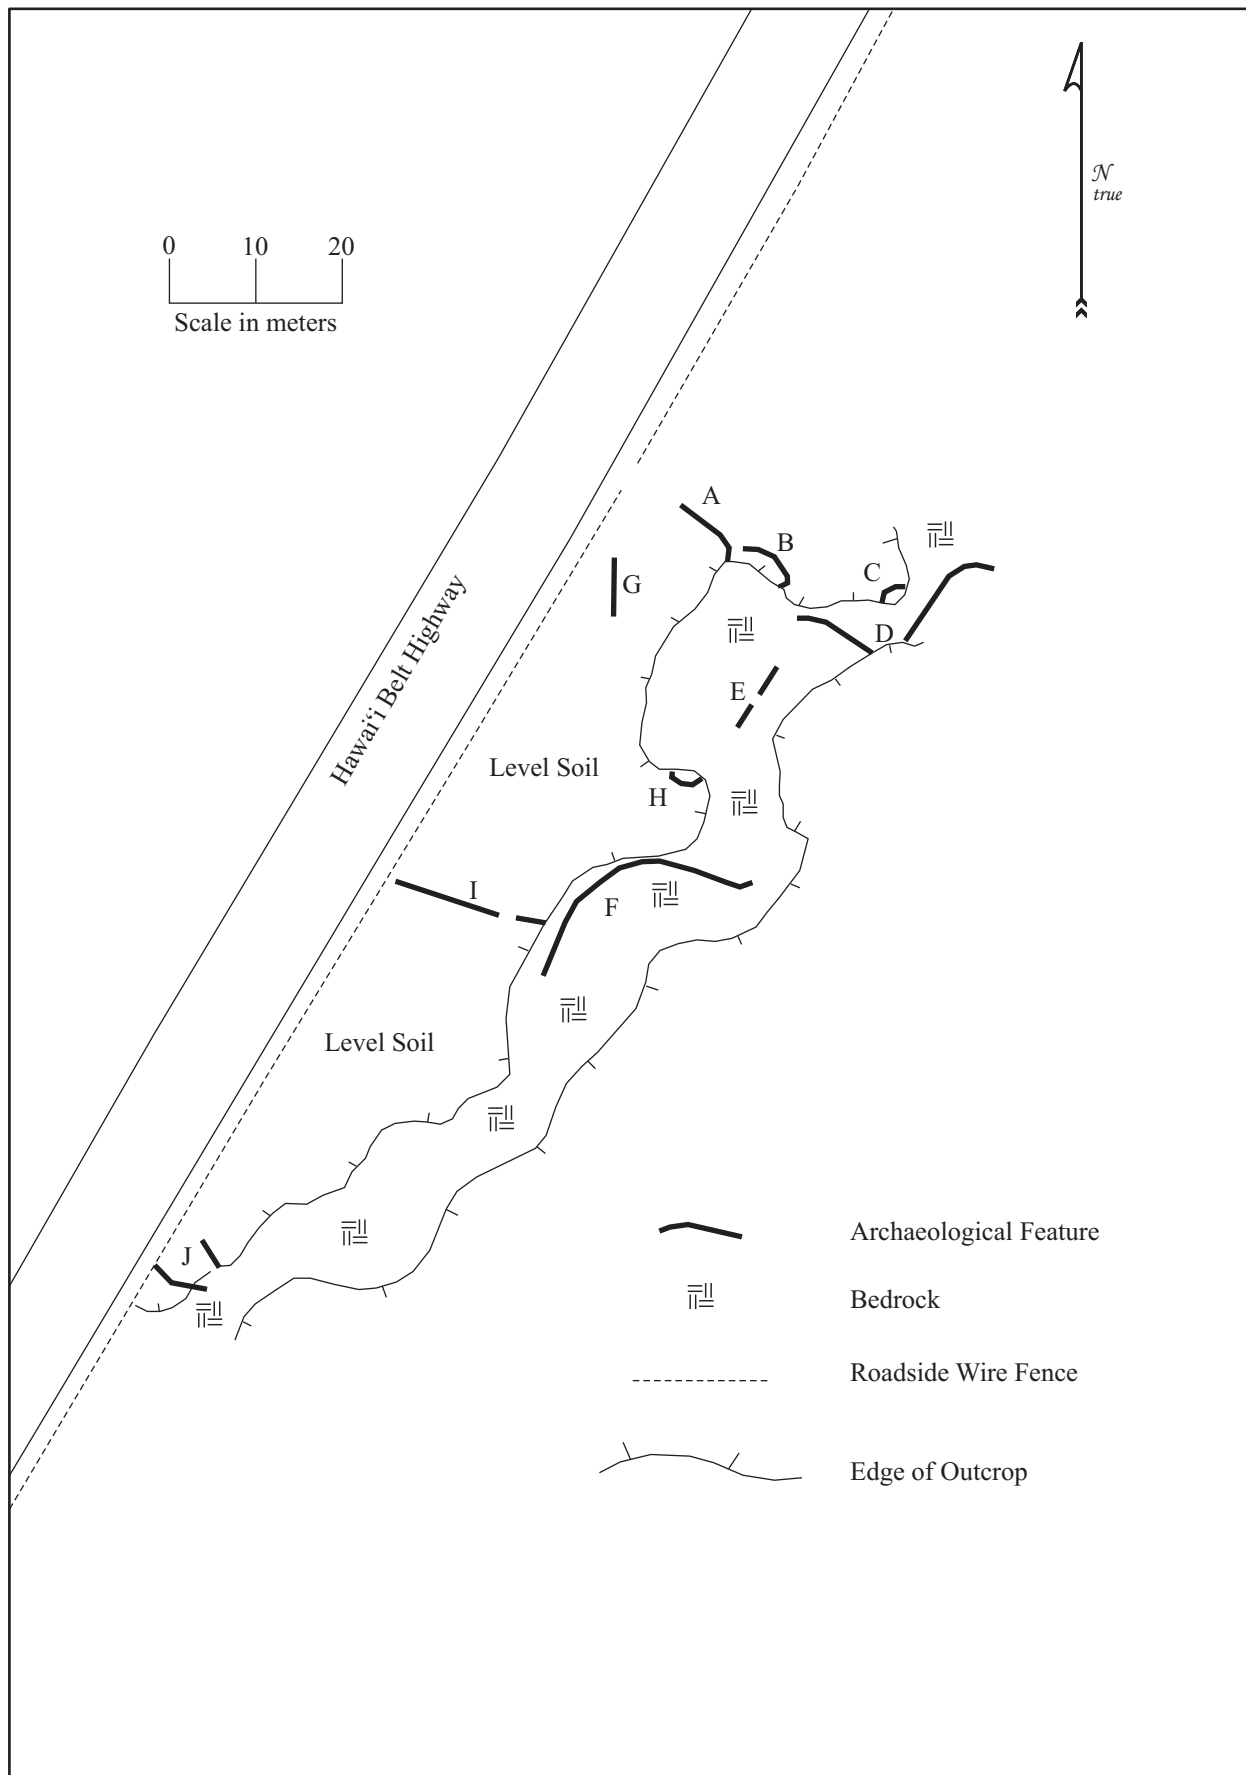 N
true
0 10 20
Scale in meters
A
B
C
G
D
E
Hawai‘i Belt Highway
Level Soil
H
I
F
Level Soil
J
Archaeological Feature
Bedrock
Roadside Wire Fence
Edge of Outcrop